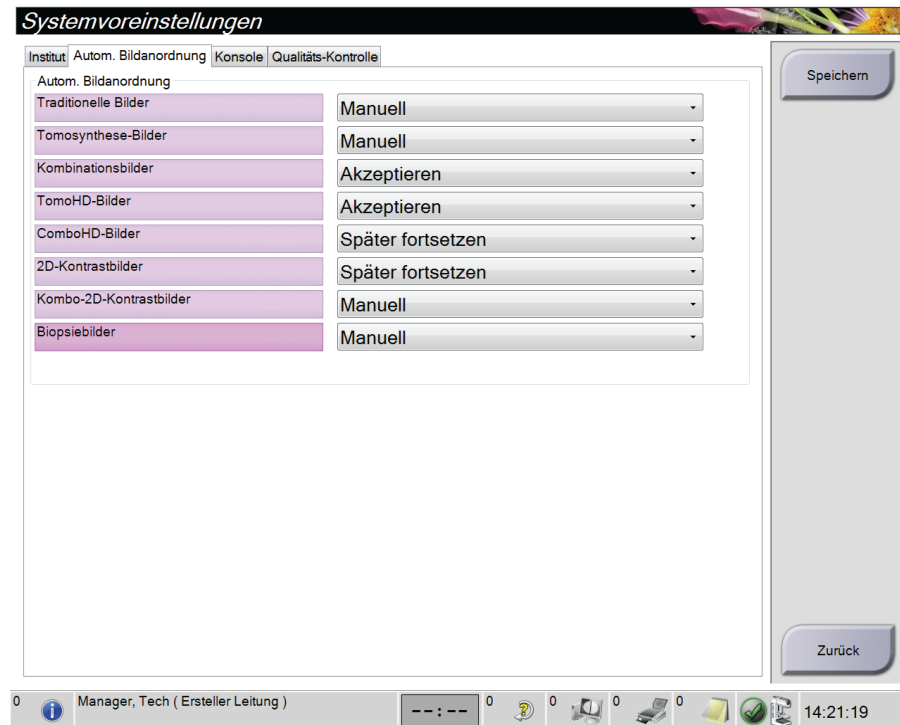 Systemvoreinstellungen
Institut Autom. Bildanordnung Konsole Qualitäts-Kontrolle
Speichern
Autom. Bildanordnung
Traditionelle Bilder Manuell
Tomosynthese-Bilder Manuell
Kombinationsbilder Akzeptieren
TomoHD-Bilder Akzeptieren
ComboHD-Bilder Später fortsetzen
2D-Kontrastbilder Später fortsetzen
Kombo-2D-Kontrastbilder Manuell
Biopsiebilder Manuell
Zurück
0 Manager, Tech ( Ersteller Leitung ) --:-- 0 0 0 0 14:21:19